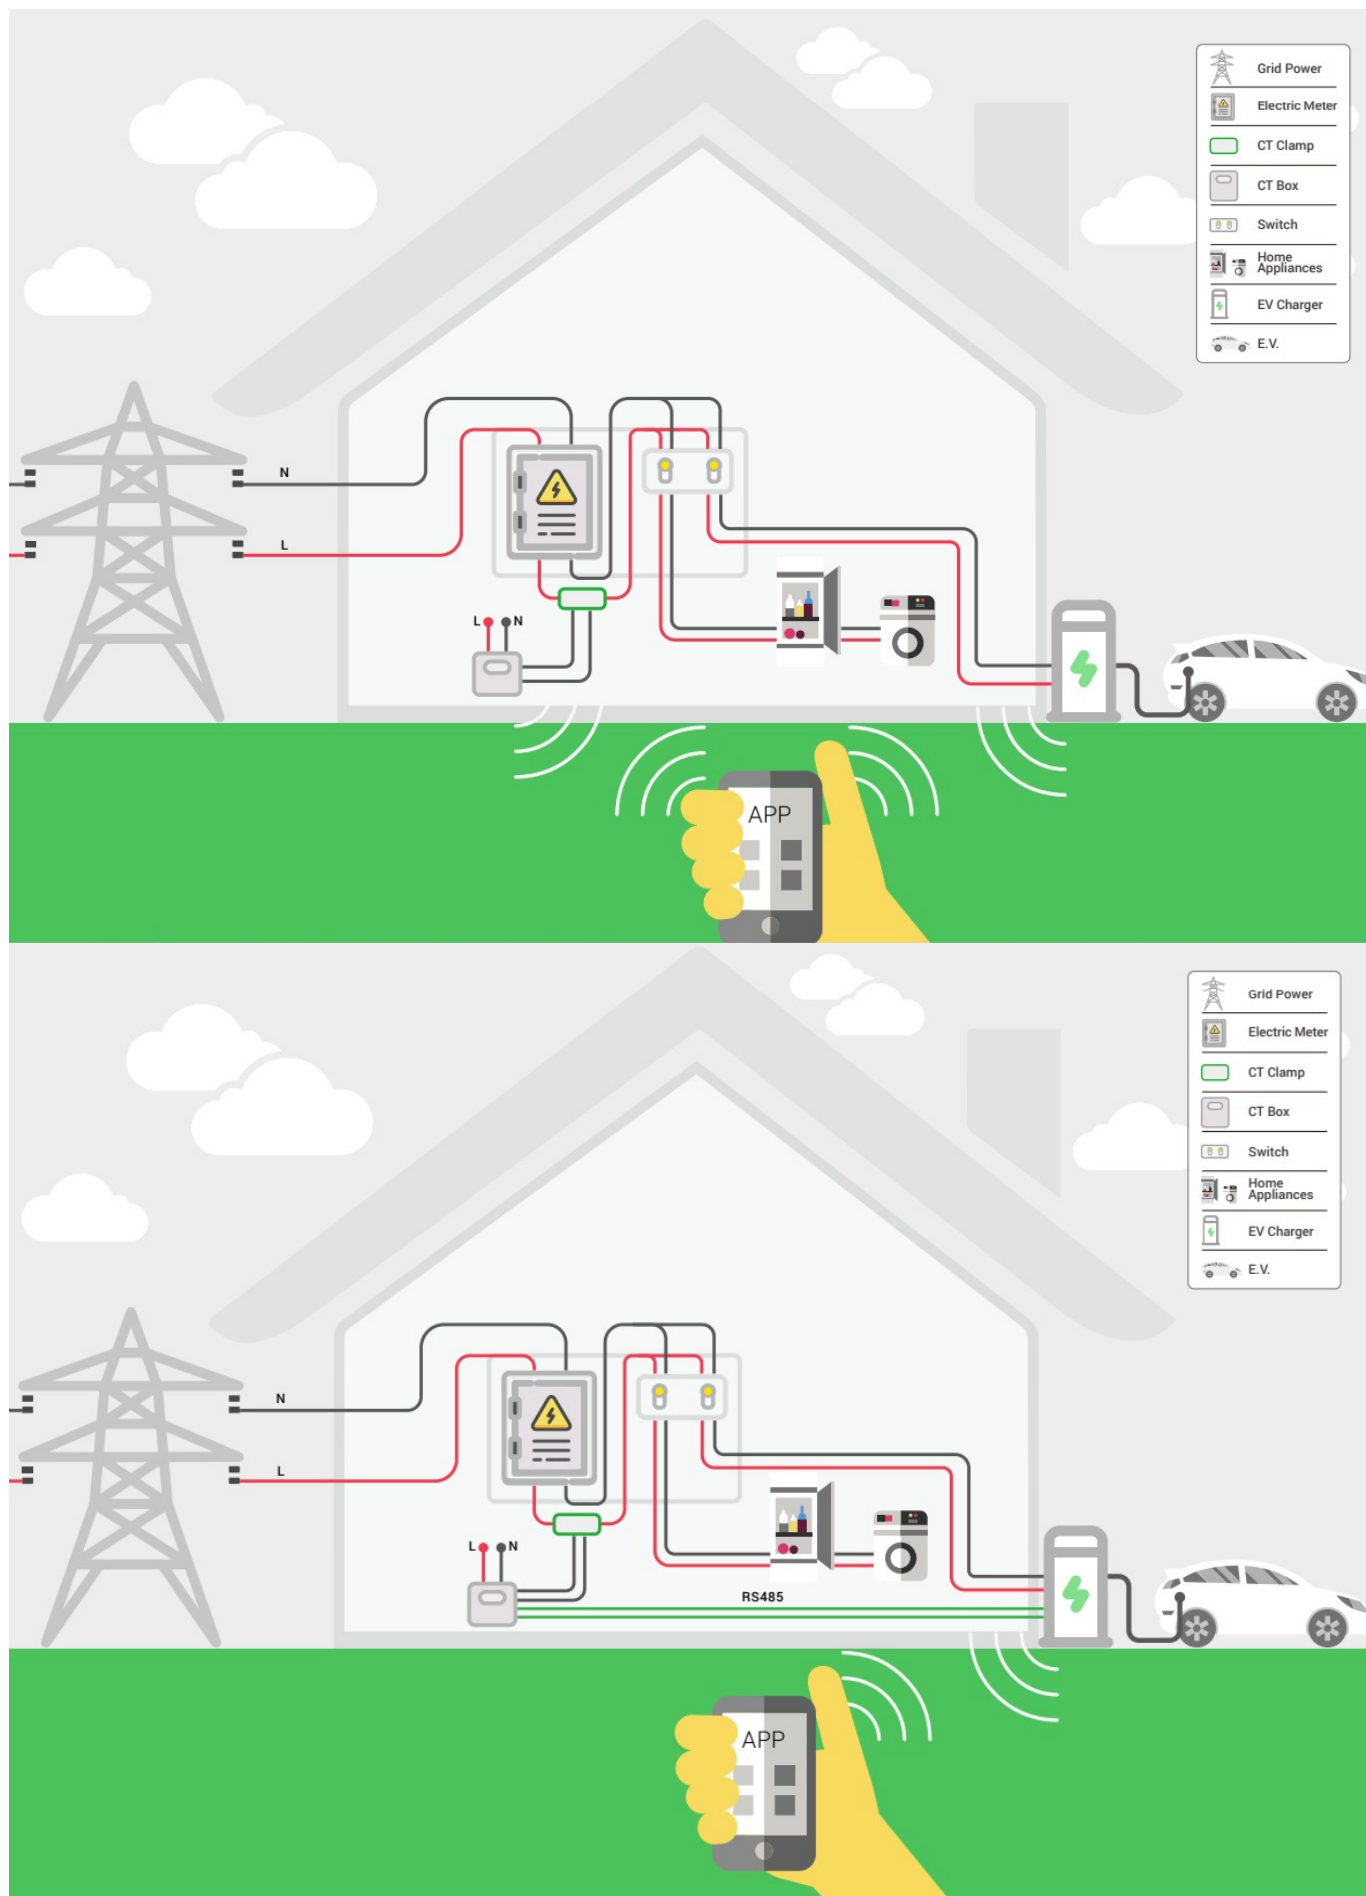 Grid Power
Electric Meter
CT Clamp
CT Box
Switch
Home
Appliances
EV Charger
E.V.
N
L
L N
APP
Grid Power
Electric Meter
CT Clamp
CT Box
Switch
Home
Appliances
EV Charger
E.V.
N
L
L N
RS485
APP